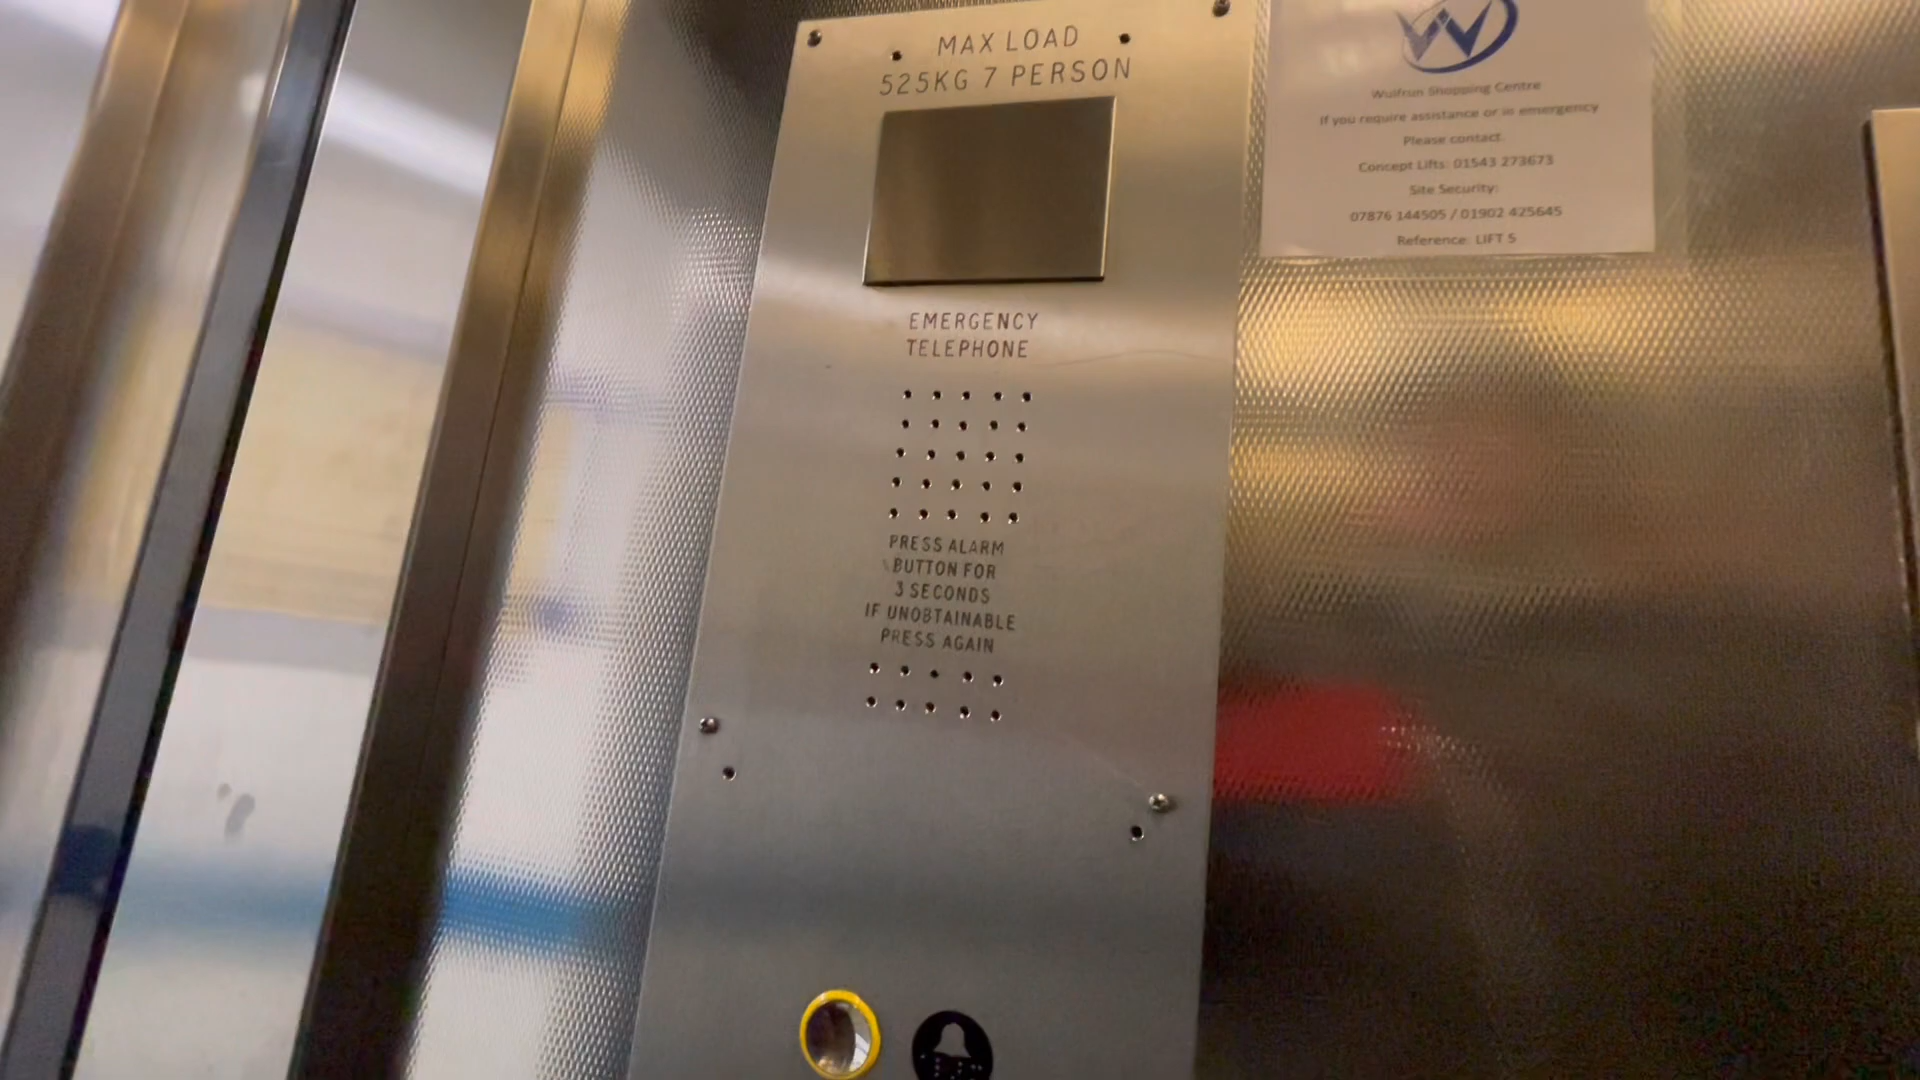 MAX LOAD
525KG 7 PERSON
EMERGENCY
TELEPHONE
PRESS ALARM
BUTTON FOR
3 SECONDS
IF UNOBTAINABLE
PRESS AGAIN
W
Wulfrun Shopping Centre
If you require assistance or in emergency
Please contact.
Concept Lifts: 01543 273673
Site Security:
07876 144505 / 01902 425645
Reference: LIFT 5